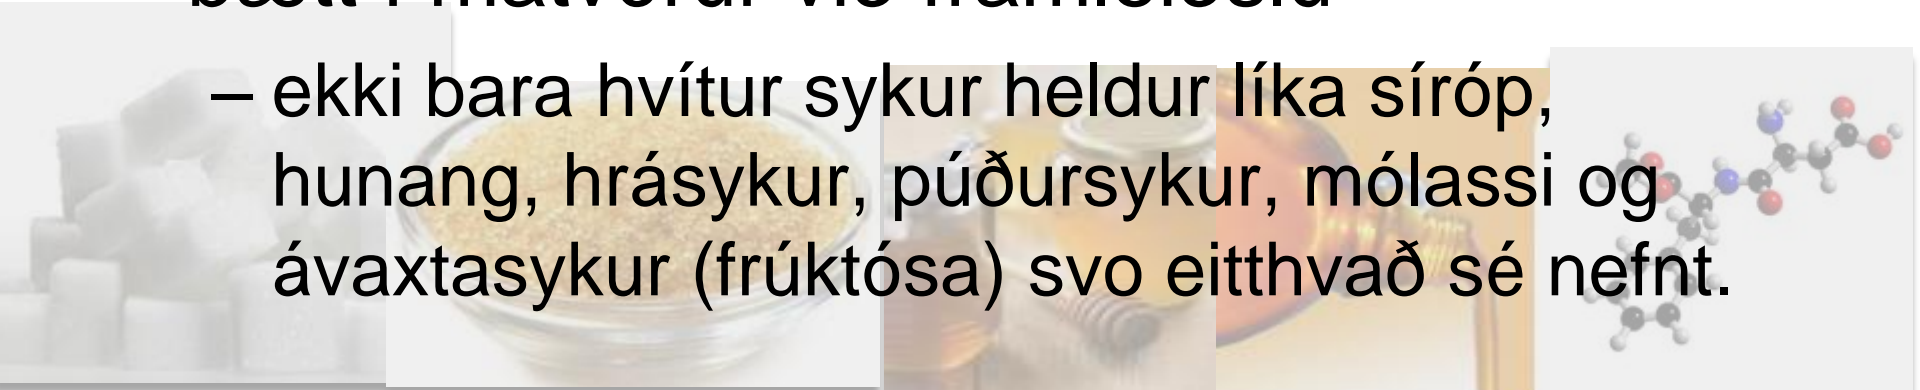 – ekki bara hvítur sykur heldur líka síróp,
hunang, hrásykur, púðursykur, mólassi og
ávaxtasykur (frúktósa) svo eitthvað sé nefnt.